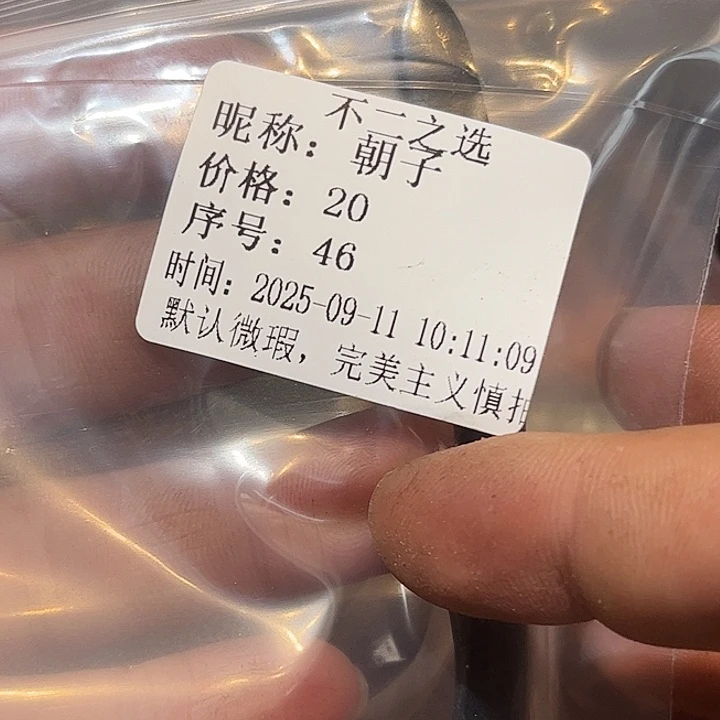 不二之选
昵称：朝子
价格：20
序号：46
时间：2025-09-11 10:11:09
默认微瑕，完美主义慎拍